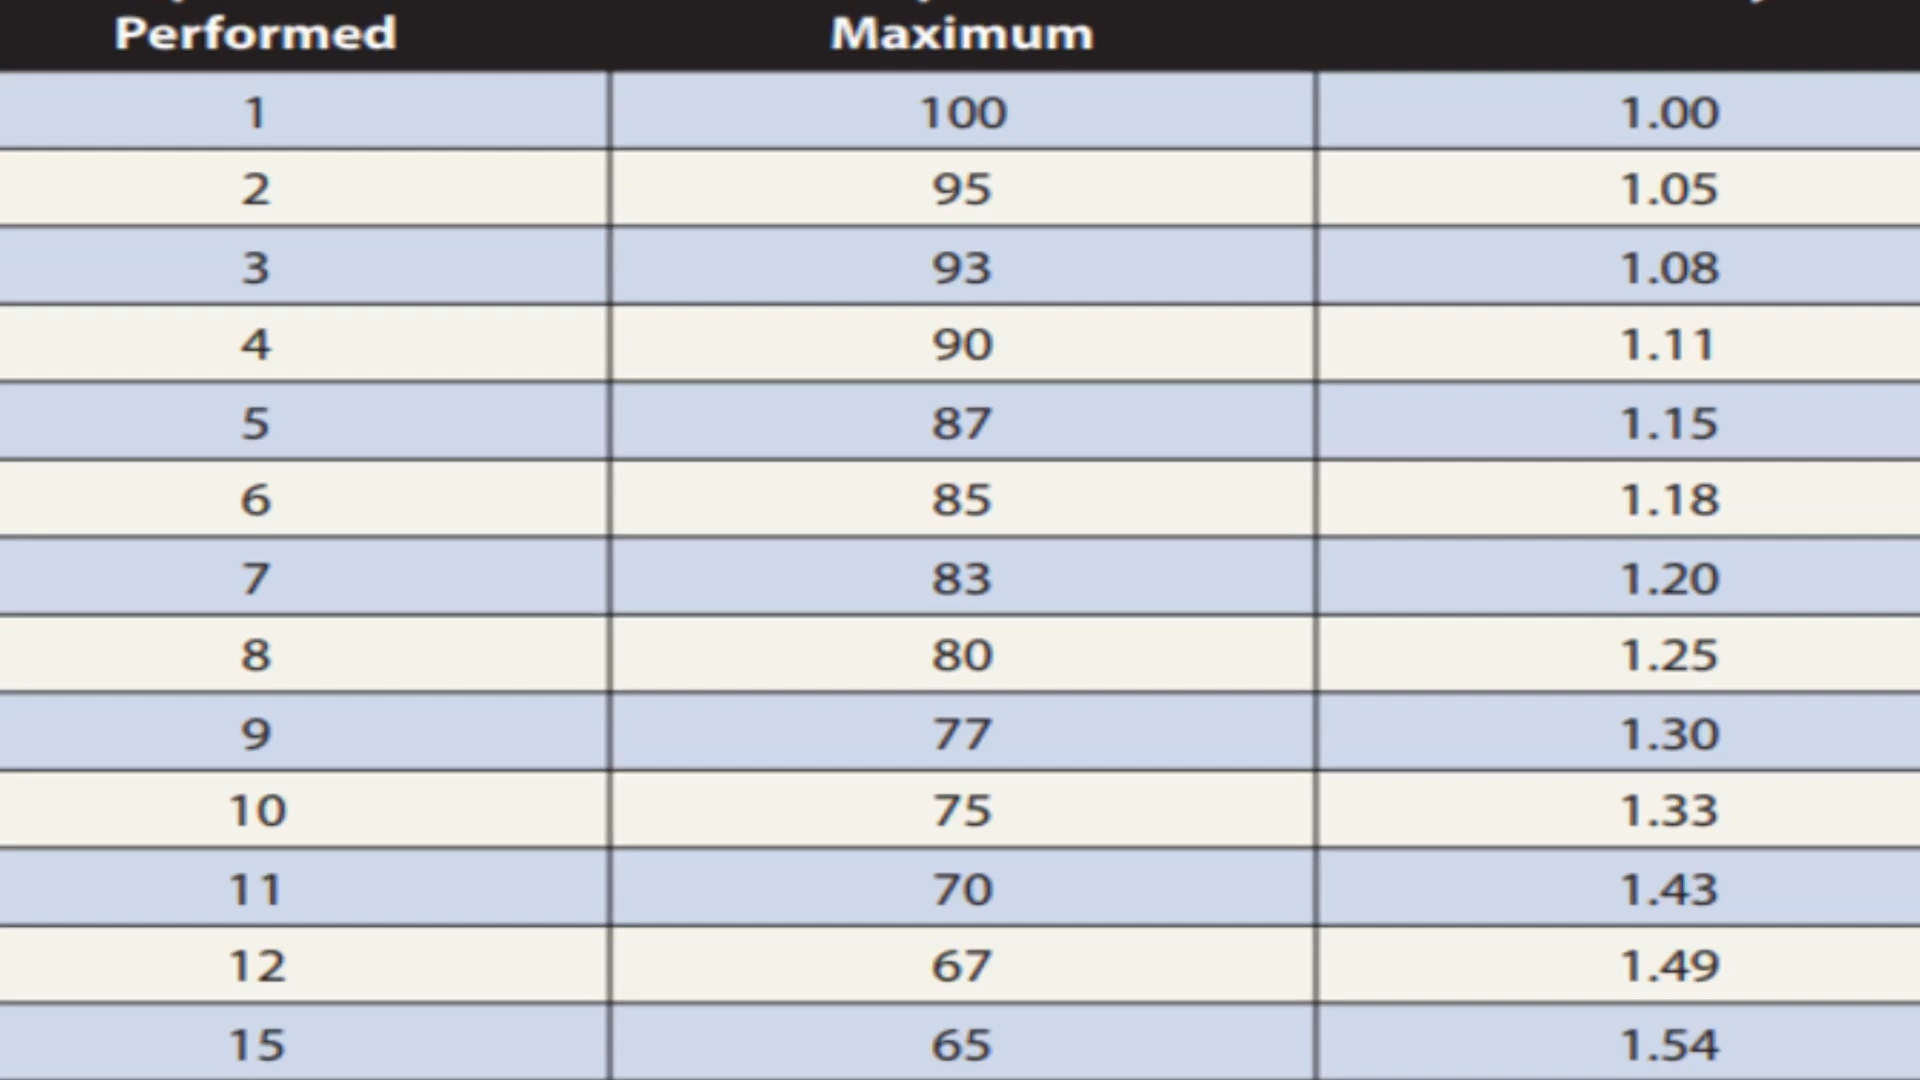 Performed Maximum
1 100 1.00
2 95 1.05
3 93 1.08
4 90 1.11
5 87 1.15
6 85 1.18
7 83 1.20
8 80 1.25
9 77 1.30
10 75 1.33
11 70 1.43
12 67 1.49
15 65 1.54